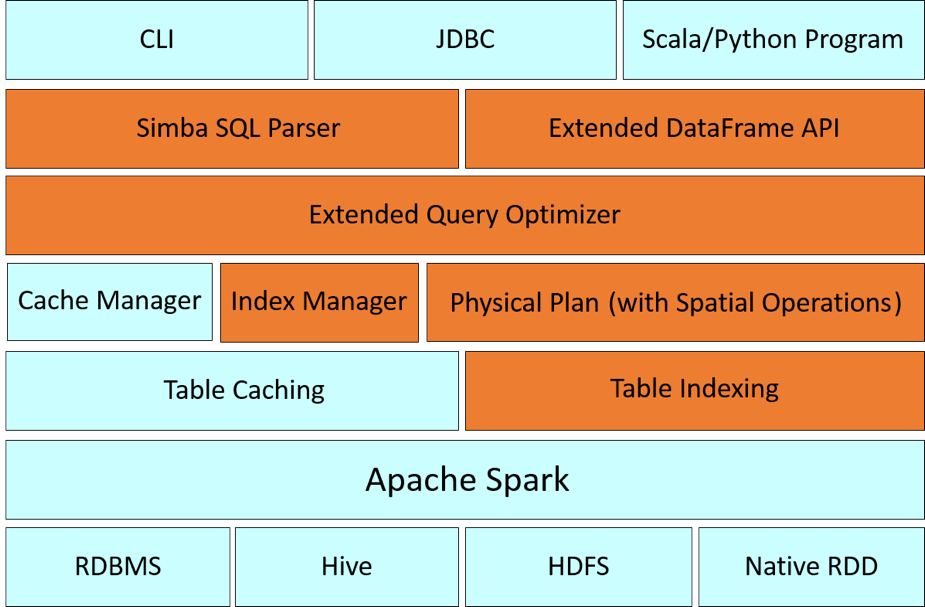 CLI
JDBC
Scala/Python Program
Simba SQL Parser
Extended DataFrame API
Extended Query Optimizer
Cache Manager
Index Manager
Physical Plan (with Spatial Operations)
Table Caching
Table Indexing
Apache Spark
RDBMS
Hive
HDFS
Native RDD